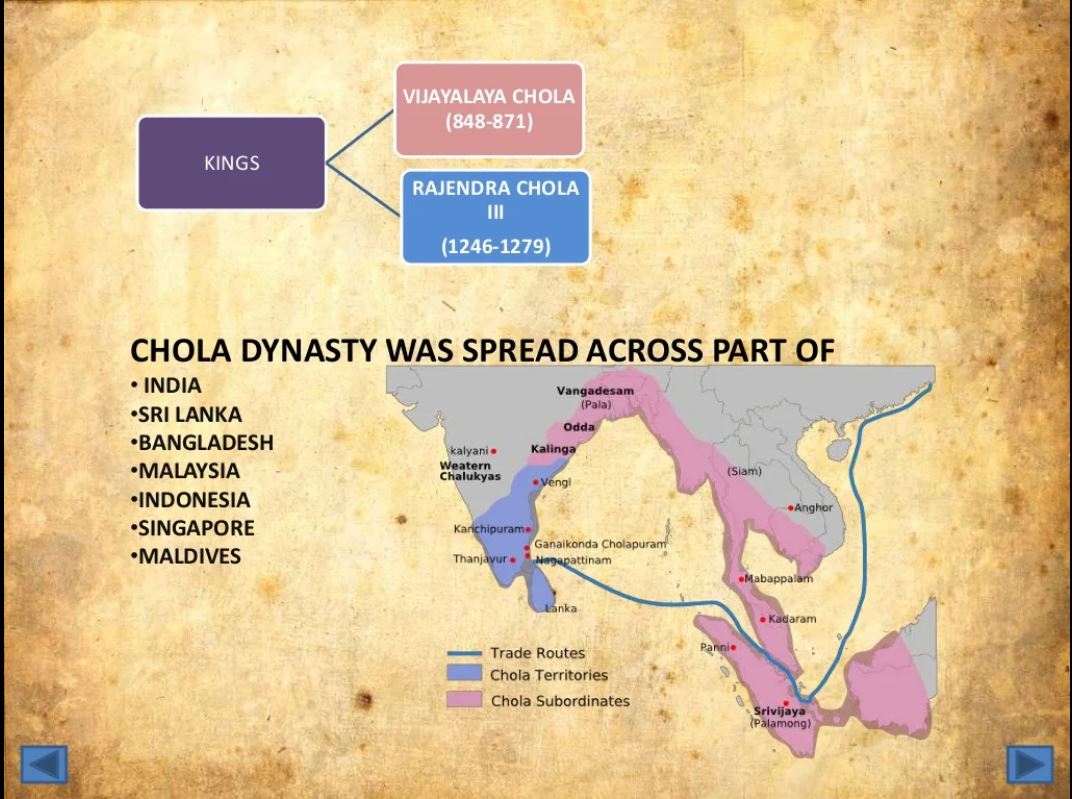 VIJAYALAYA CHOLA
(848-871)
KINGS
RAJENDRA CHOLA
III
(1246-1279)
CHOLA DYNASTY WAS SPREAD ACROSS PART OF
• INDIA
•SRI LANKA
•BANGLADESH
•MALAYSIA
•INDONESIA
•SINGAPORE
•MALDIVES
Vangadesam
(Pala)
Odda
Kalinga
kalyani
Weatern
Chalukyas
Vengi
(Siam)
Anghor
Kanchipuram
Ganaikonda Cholapuram
Thanjavur
Nagapattinam
Lanka
Mabappalam
Kadaram
Panni
Srivijaya
(Palamong)
Trade Routes
Chola Territories
Chola Subordinates